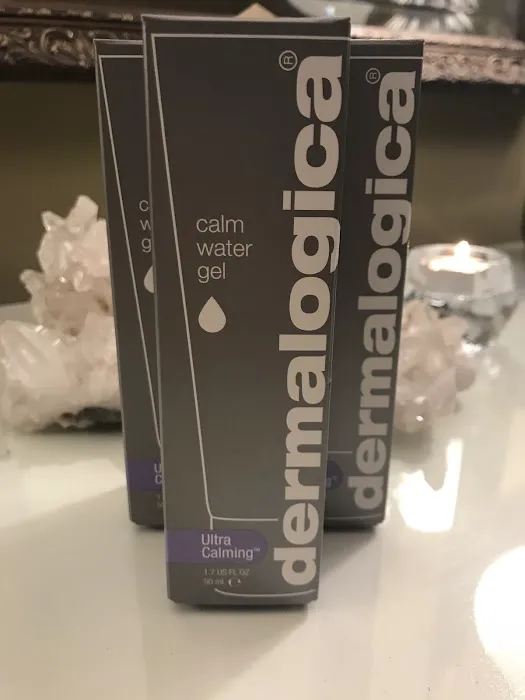 dermalogica®
calm
water
gel
Ultra
Calming™
1.7 US FL OZ
50 ml ℮
dermalogica®
c
w
g
U
C